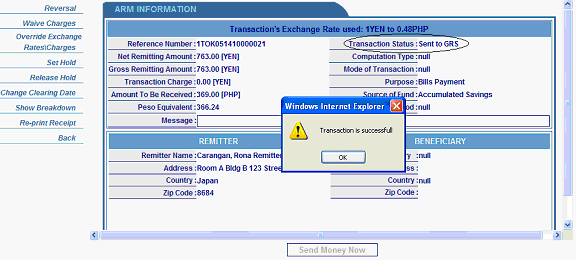 Reversal
Waive Charges
Override Exchange
Rates\Charges
Set Hold
Release Hold
Change Clearing Date
Show Breakdown
Re-print Receipt
Back
ARM INFORMATION
Transaction's Exchange Rate used: 1YEN to 0.48PHP
Reference Number : 1TOK051410000021
Transaction Status : Sent to GRS
Net Remitting Amount : 763.00 [YEN]
Computation Type : null
Gross Remitting Amount : 763.00 [YEN]
Mode of Transaction : null
Transaction Charge : 0.00 [YEN]
Purpose : Bills Payment
Amount To Be Received : 369.00 [PHP]
Source of Fund : Accumulated Savings
Peso Equivalent : 366.24
od : null
Message :
Windows Internet Explorer
Transaction is successful!
OK
REMITTER
BENEFICIARY
Remitter Name : Carangan, Rona Remitter
y : null
Address : Room A Bldg B 123 Stree
s :
Country : Japan
y : null
Zip Code : 8684
Zip Code :
Send Money Now